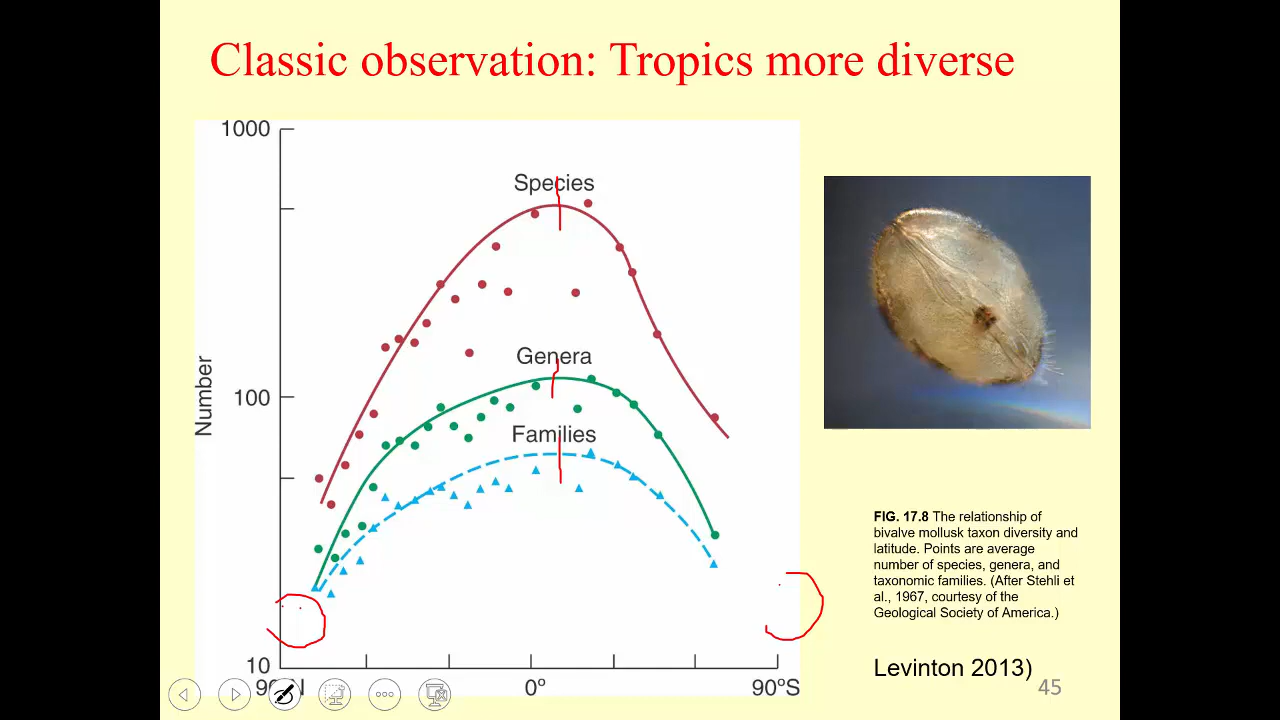 Classic observation: Tropics more diverse
1000
Species
Genera
Number
100
Families
10
0°
90°S
FIG. 17.8 The relationship of
bivalve mollusk taxon diversity and
latitude. Points are average
number of species, genera, and
taxonomic families. (After Stehli et
al., 1967, courtesy of the
Geological Society of America.)
Levinton 2013)
45